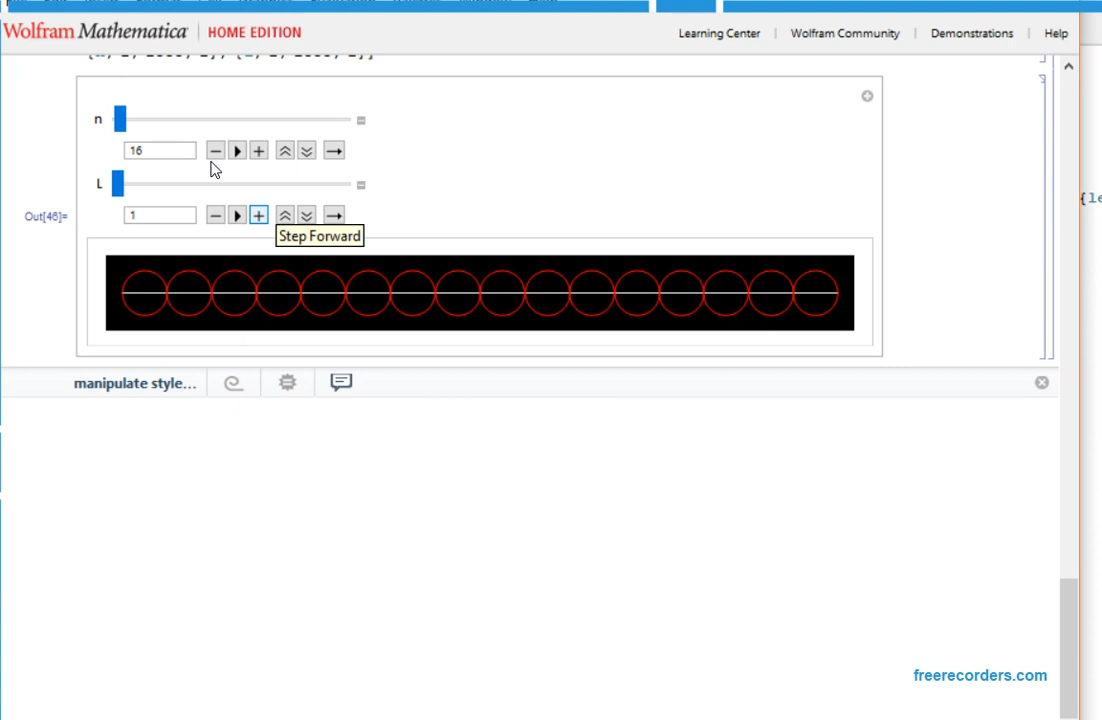 Wolfram Mathematica | HOME EDITION
Learning Center | Wolfram Community | Demonstrations | Help
n
16
L
Out[46]=
1
Step Forward
manipulate style...
freerecorders.com